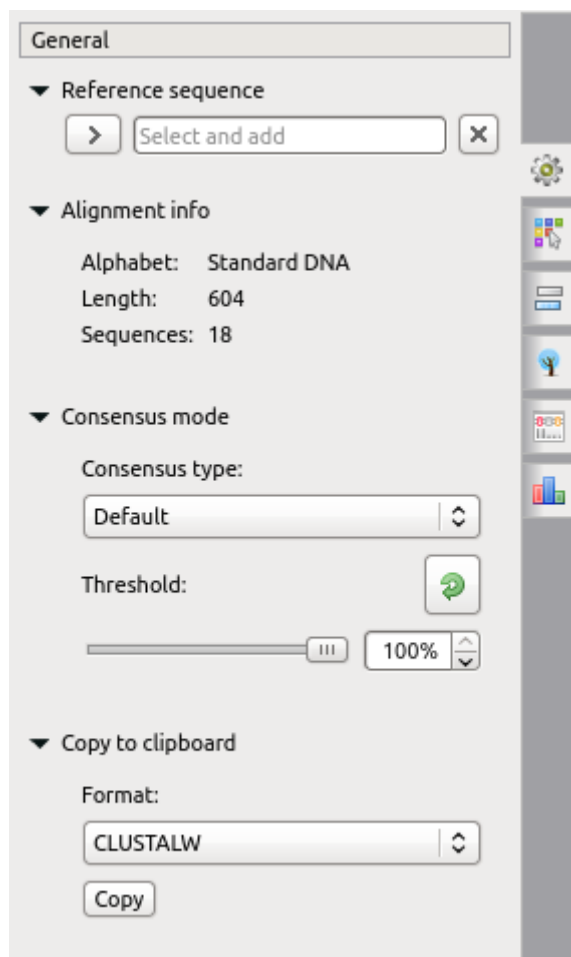 General
Reference sequence
Select and add
Alignment info
Alphabet: Standard DNA
Length: 604
Sequences: 18
Consensus mode
Consensus type:
Default
Threshold:
100%
Copy to clipboard
Format:
CLUSTALW
Copy